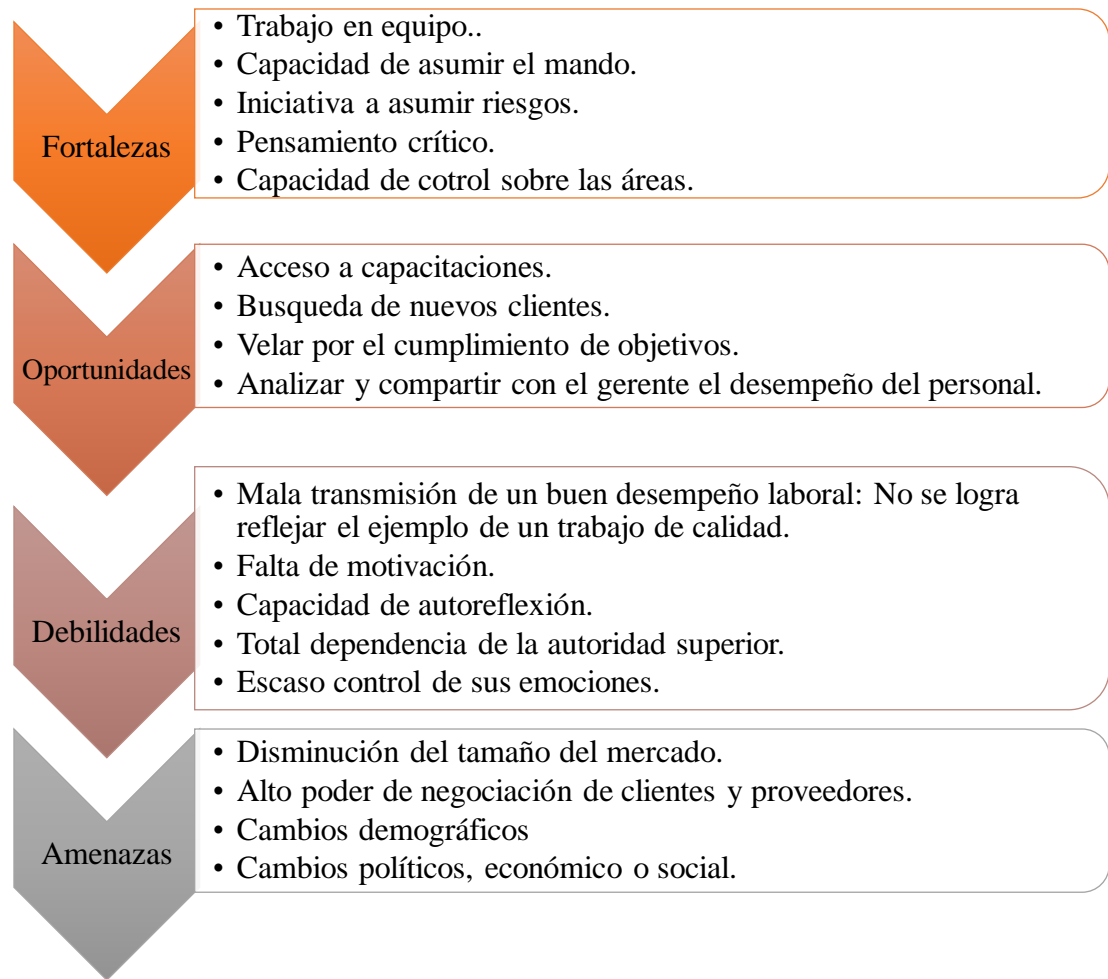 Fortalezas
• Trabajo en equipo..
• Capacidad de asumir el mando.
• Iniciativa a asumir riesgos.
• Pensamiento crítico.
• Capacidad de cotrol sobre las áreas.
Oportunidades
• Acceso a capacitaciones.
• Busqueda de nuevos clientes.
• Velar por el cumplimiento de objetivos.
• Analizar y compartir con el gerente el desempeño del personal.
Debilidades
• Mala transmisión de un buen desempeño laboral: No se logra
reflejar el ejemplo de un trabajo de calidad.
• Falta de motivación.
• Capacidad de autoreflexión.
• Total dependencia de la autoridad superior.
• Escaso control de sus emociones.
Amenazas
• Disminución del tamaño del mercado.
• Alto poder de negociación de clientes y proveedores.
• Cambios demográficos
• Cambios políticos, económico o social.